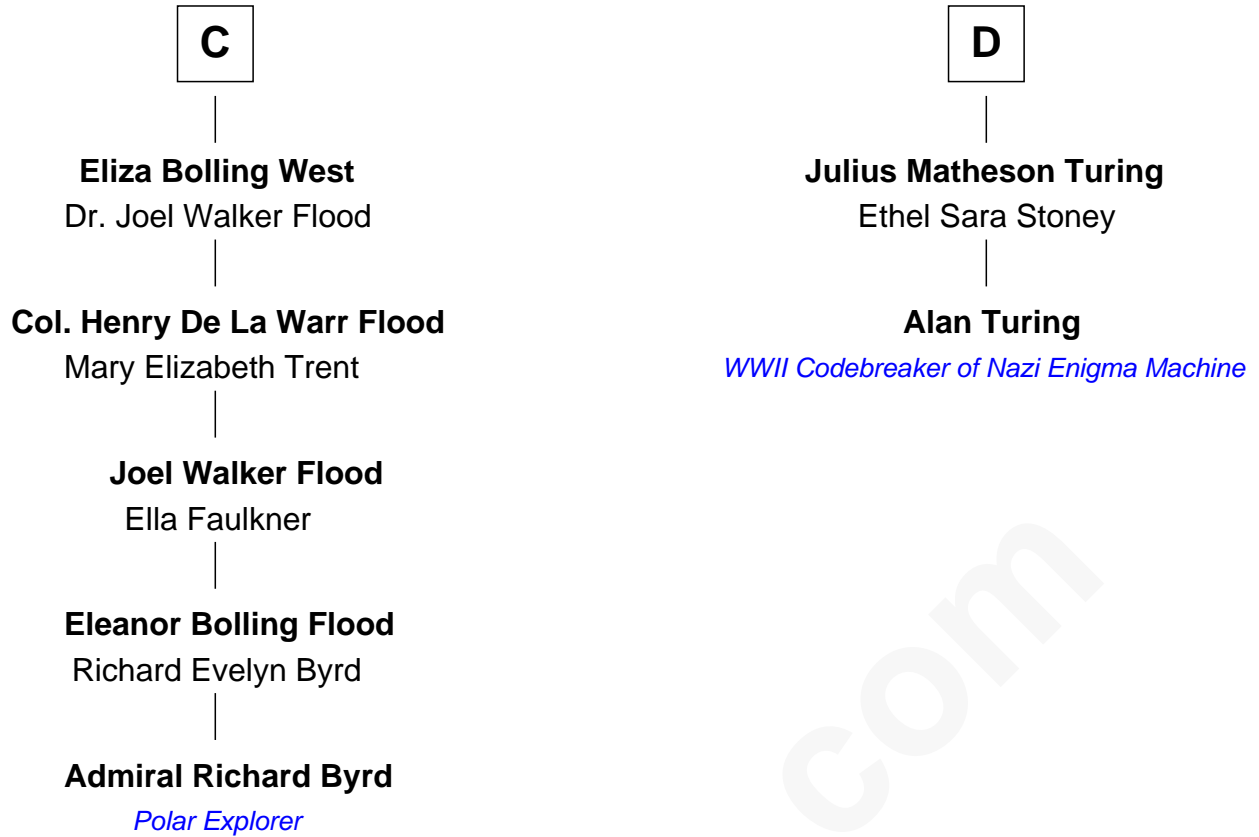 C
Eliza Bolling West
Dr. Joel Walker Flood
Col. Henry De La Warr Flood
Mary Elizabeth Trent
Joel Walker Flood
Ella Faulkner
Eleanor Bolling Flood
Richard Evelyn Byrd
Admiral Richard Byrd
Polar Explorer
D
Julius Matheson Turing
Ethel Sara Stoney
Alan Turing
WWII Codebreaker of Nazi Enigma Machine
com